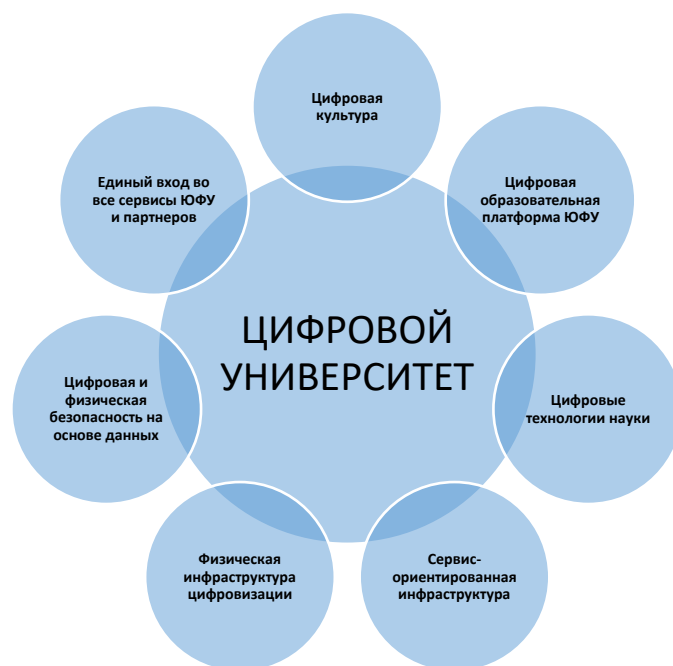 Цифровая
культура
Единый вход во
все сервисы ЮФУ
и партнеров
Цифровая
образовательная
платформа ЮФУ
ЦИФРОВОЙ
УНИВЕРСИТЕТ
Цифровая и
физическая
безопасность на
основе данных
Цифровые
технологии науки
Физическая
инфраструктура
цифровизации
Сервис-
ориентированная
инфраструктура